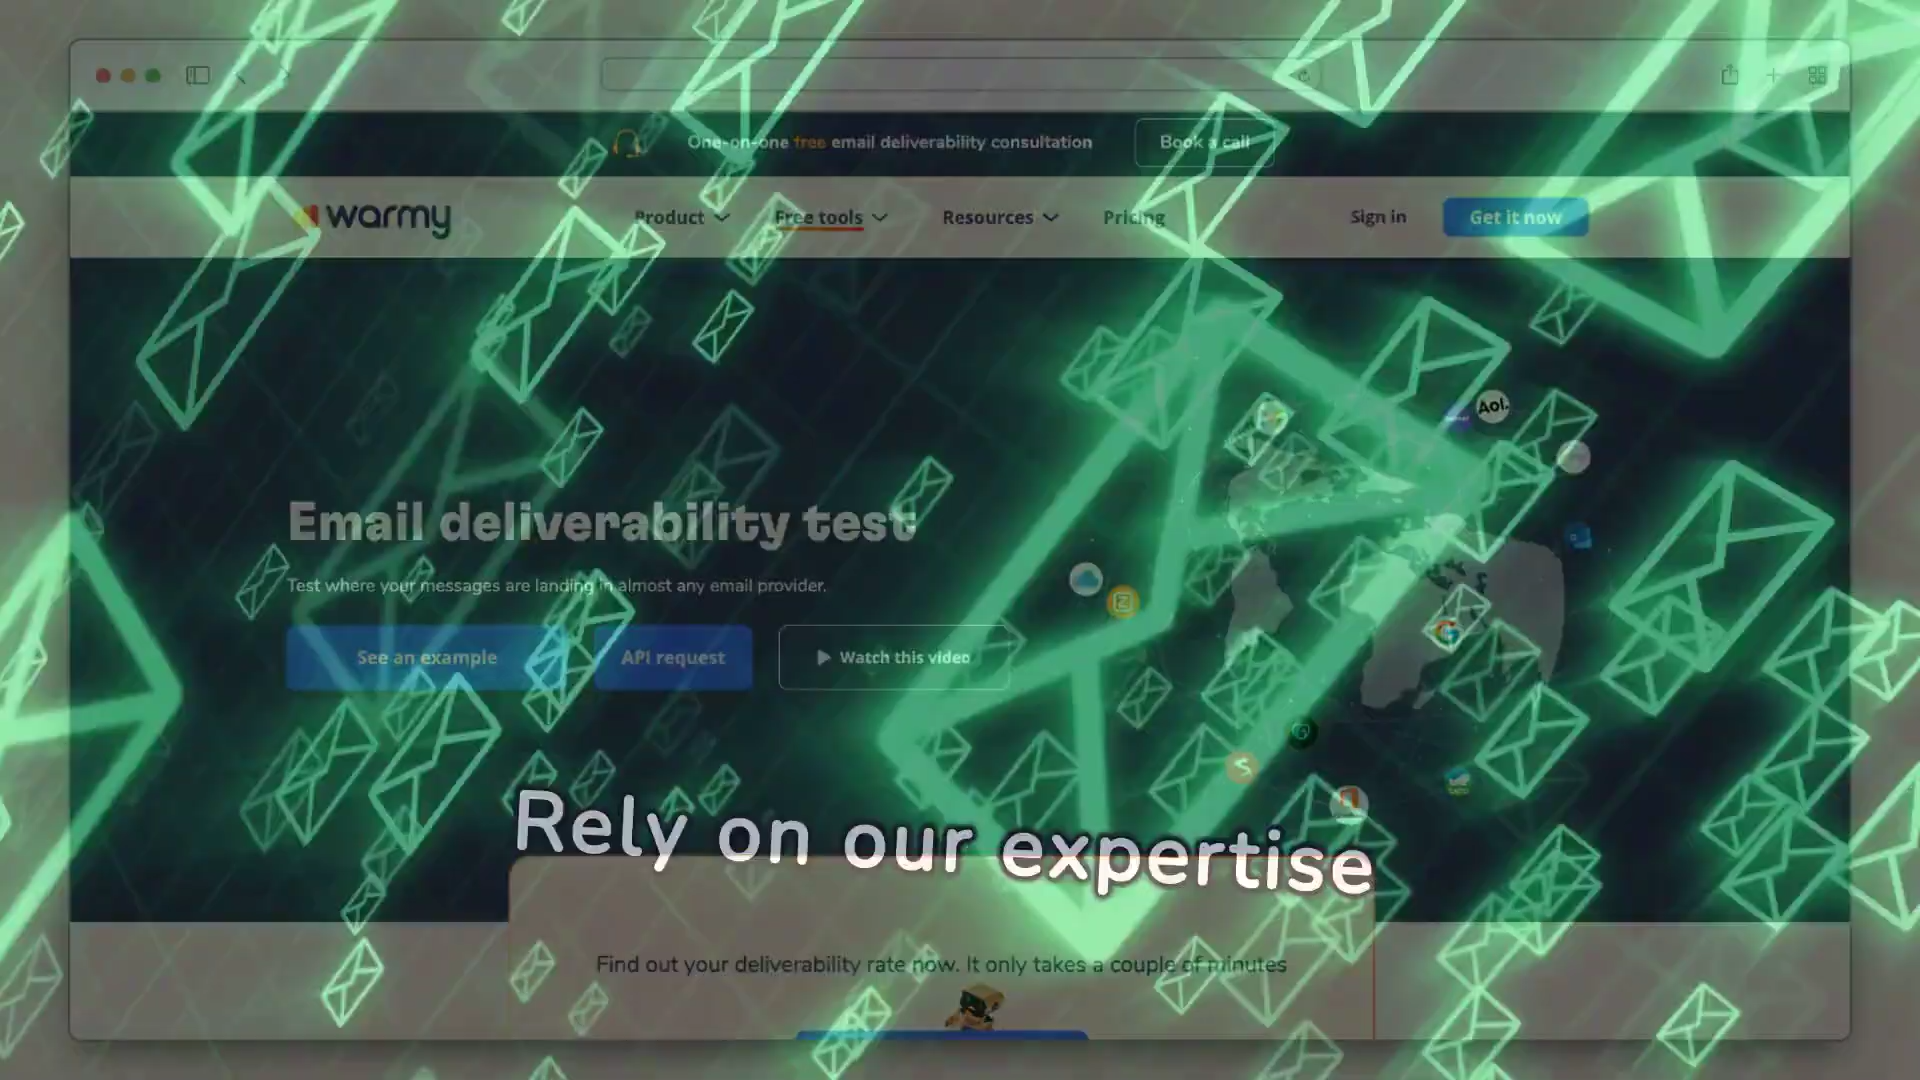 One-on-one free email deliverability consultation
Book a call
warmy
Product
Free tools
Resources
Pricing
Sign in
Get it now
Aol.
Email deliverability test
Test where your messages are landing in almost any email provider.
See an example
API request
Watch this video
Rely on our expertise
Find out your deliverability rate now. It only takes a couple of minutes